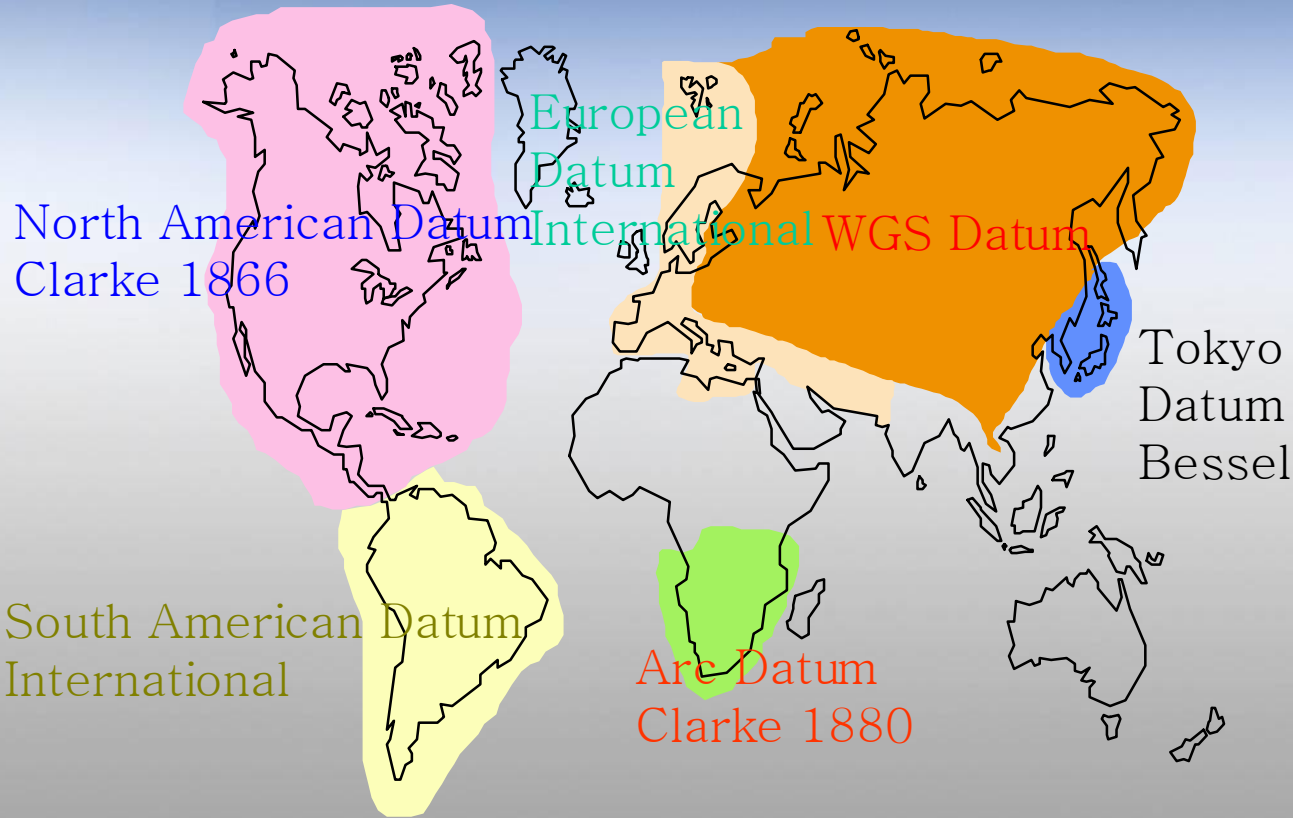 European
Datum
International
North American Datum
Clarke 1866
WGS Datum
Tokyo
Datum
Bessel
South American Datum
International
Arc Datum
Clarke 1880